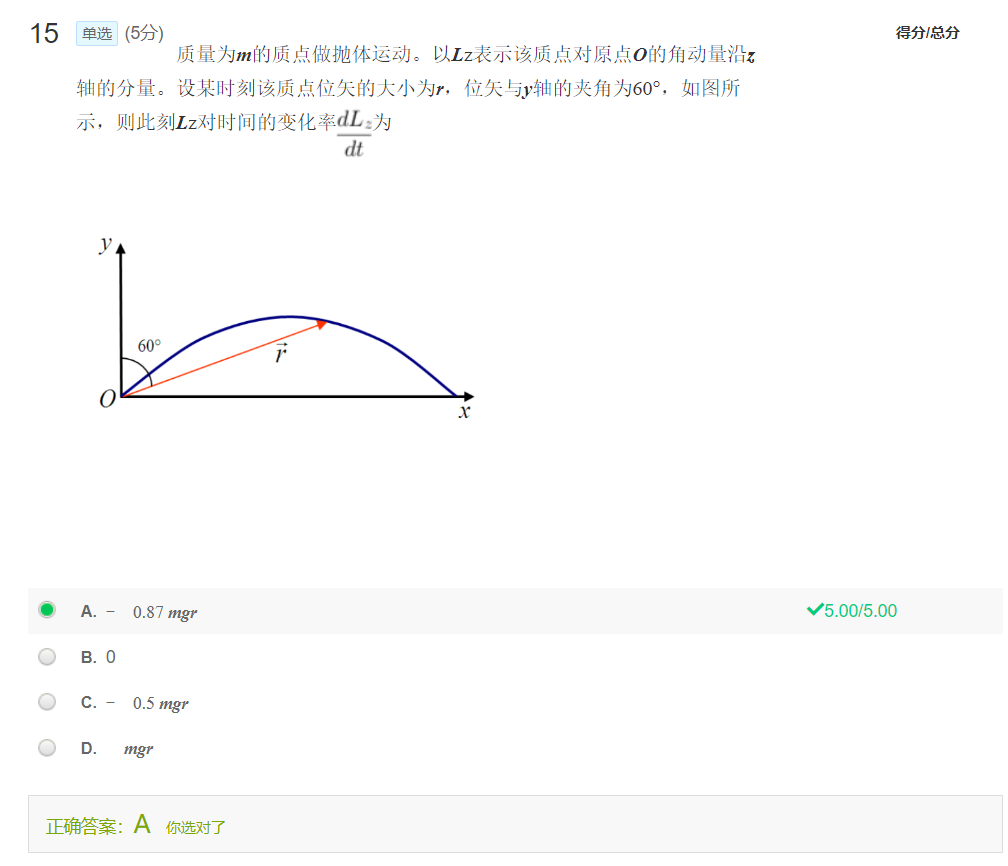 15 单选 (5分) 得分/总分
质量为m的质点做抛体运动。以Lz表示该质点对原点O的角动量沿z
轴的分量。设某时刻该质点位矢的大小为r，位矢与y轴的夹角为60°，如图所
示，则此刻Lz对时间的变化率dL_z/dt为
y
60°
r⃗
O
x
A. − 0.87 mgr 5.00/5.00
B. 0
C. − 0.5 mgr
D. mgr
正确答案：A 你选对了